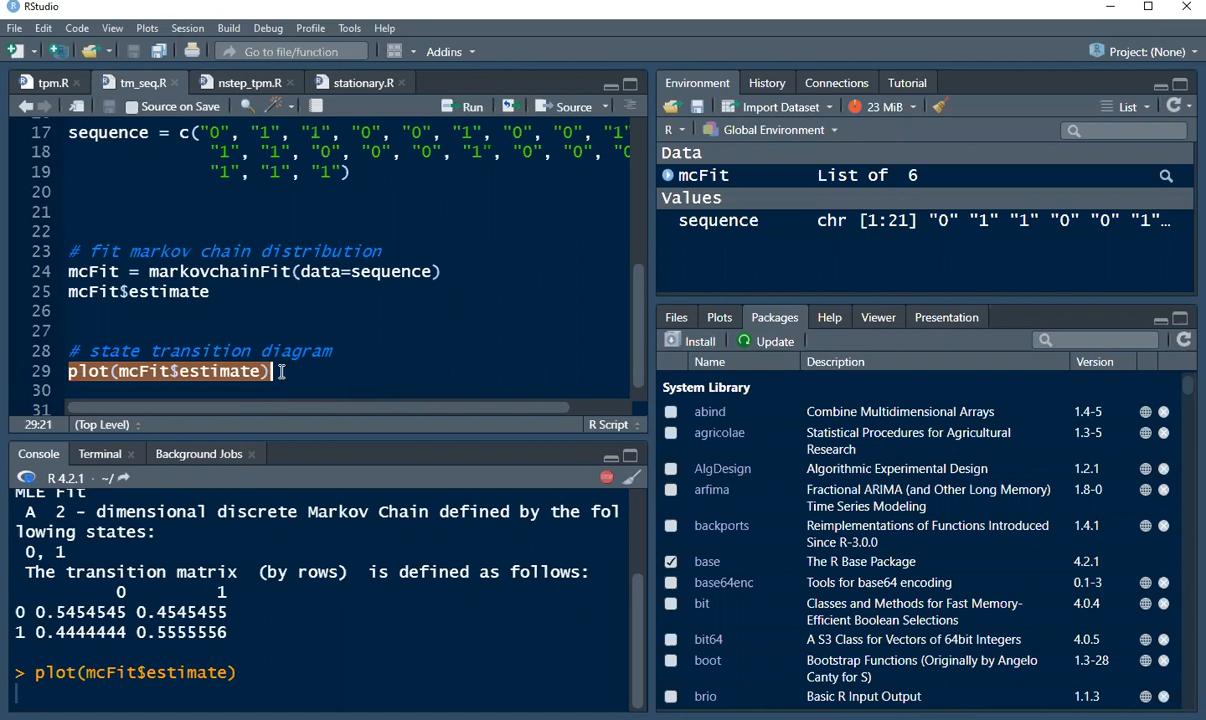 RStudio
File Edit Code View Plots Session Build Debug Profile Tools Help
Go to file/function Addins Project: (None)
tpm.R tm_seq.R nstep_tpm.R stationary.R
Source on Save Run Source
17 sequence = c("0", "1", "1", "0", "0", "1", "0", "0", "1"
18 "1", "1", "0", "0", "0", "1", "0", "0", "0
19 "1", "1", "1")
20
21
22
23 # fit markov chain distribution
24 mcFit = markovchainFit(data=sequence)
25 mcFit$estimate
26
27
28 # state transition diagram
29 plot(mcFit$estimate)
30
31
29:21 (Top Level) R Script
Console Terminal Background Jobs
R 4.2.1 · ~/
MLE Fit
A 2 - dimensional discrete Markov Chain defined by the fol
lowing states:
0, 1
The transition matrix (by rows) is defined as follows:
0 1
0 0.5454545 0.4545455
1 0.4444444 0.5555556
> plot(mcFit$estimate)
Environment History Connections Tutorial
Import Dataset 23 MiB List
R Global Environment
Data
mcFit List of 6
Values
sequence chr [1:21] "0" "1" "1" "0" "0" "1"…
Files Plots Packages Help Viewer Presentation
Install Update
Name Description Version
System Library
abind Combine Multidimensional Arrays 1.4-5
agricolae Statistical Procedures for Agricultural 1.3-5
Research
AlgDesign Algorithmic Experimental Design 1.2.1
arfima Fractional ARIMA (and Other Long Memory) 1.8-0
Time Series Modeling
backports Reimplementations of Functions Introduced 1.4.1
Since R-3.0.0
base The R Base Package 4.2.1
base64enc Tools for base64 encoding 0.1-3
bit Classes and Methods for Fast Memory- 4.0.4
Efficient Boolean Selections
bit64 A S3 Class for Vectors of 64bit Integers 4.0.5
boot Bootstrap Functions (Originally by Angelo 1.3-28
Canty for S)
brio Basic R Input Output 1.1.3